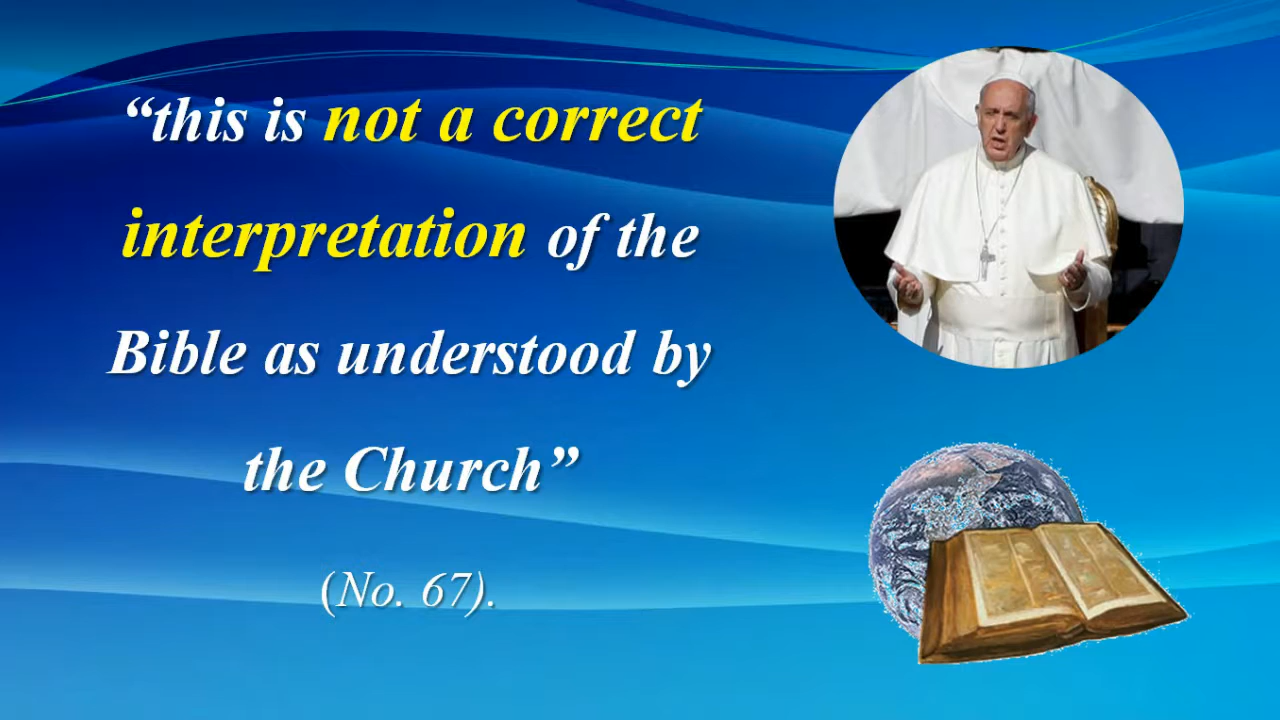 “this is not a correct
interpretation of the
Bible as understood by
the Church”
(No. 67).